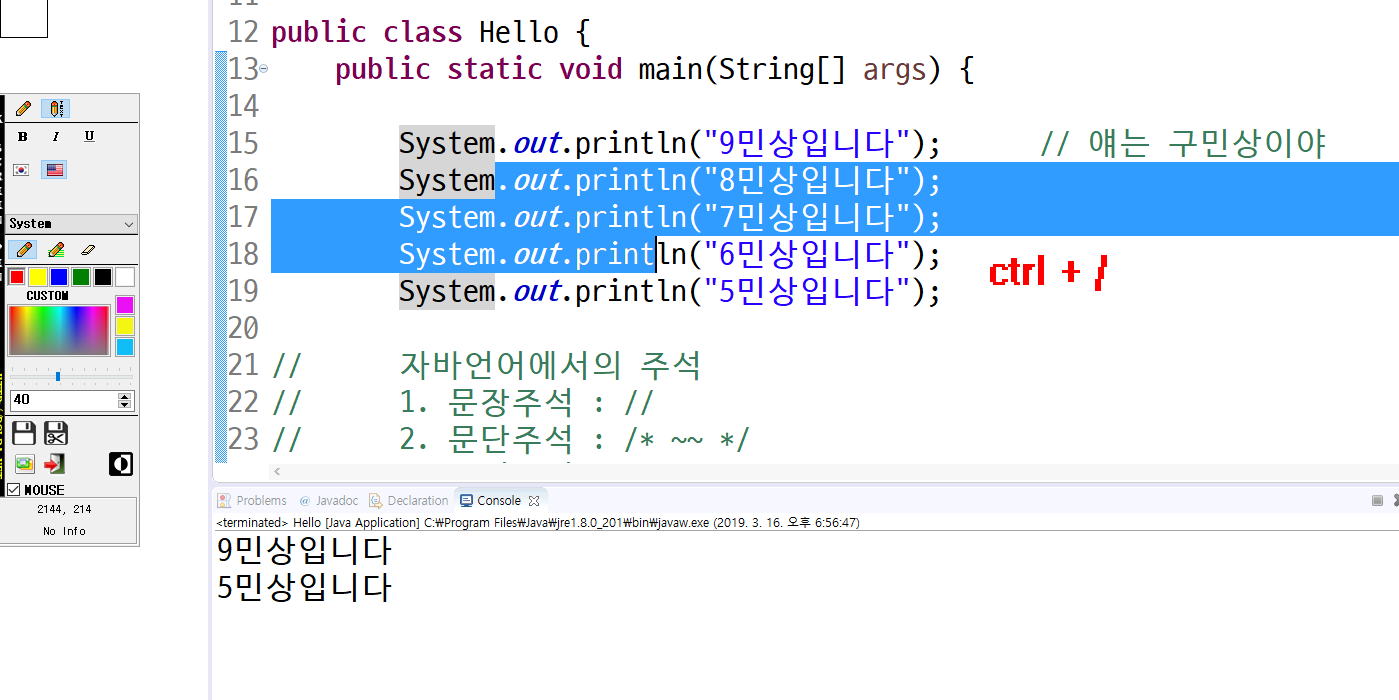 12 public class Hello {
13 public static void main(String[] args) {
14
15 System.out.println("9민상입니다"); // 얘는 구민상이야
16 System.out.println("8민상입니다");
17 System.out.println("7민상입니다");
18 System.out.println("6민상입니다");
ctrl + /
19 System.out.println("5민상입니다");
20
21 // 자바언어에서의 주석
22 // 1. 문장주석 : //
23 // 2. 문단주석 : /* ~~ */
B I U
System
CUSTOM
40
MOUSE
2144, 214
No Info
Problems @ Javadoc Declaration Console
<terminated> Hello [Java Application] C:₩Program Files₩Java₩jre1.8.0_201₩bin₩javaw.exe (2019. 3. 16. 오후 6:56:47)
9민상입니다
5민상입니다